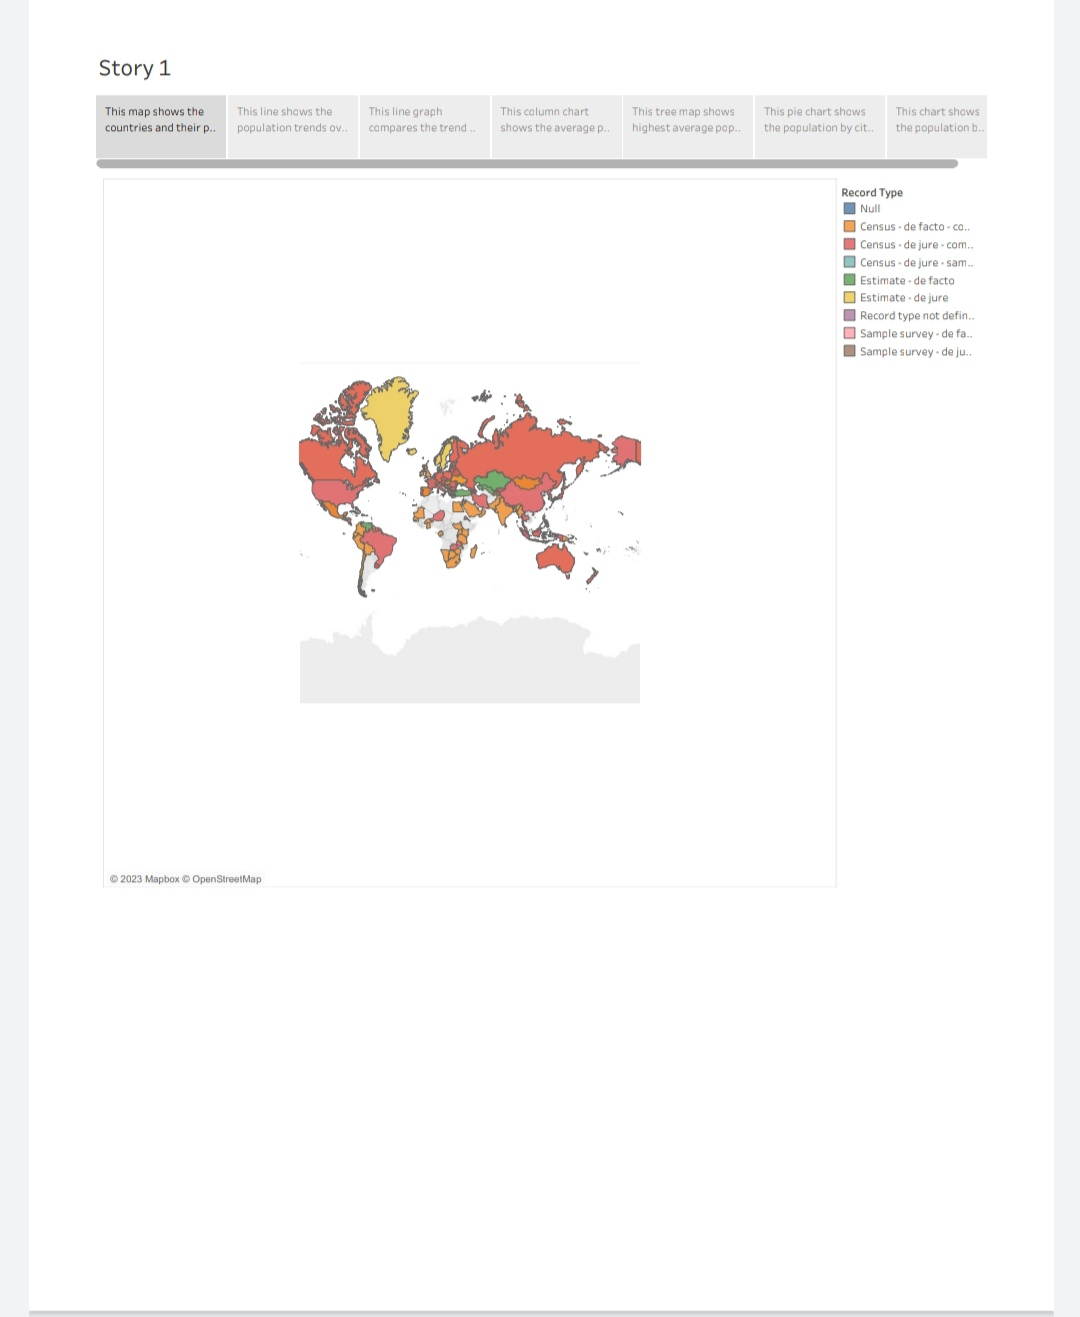 Story 1
This map shows the
countries and their p..
This line shows the
population trends ov..
This line graph
compares the trend ..
This column chart
shows the average p..
This tree map shows
highest average pop..
This pie chart shows
the population by cit..
This chart shows
the population b..
Record Type
Null
Census - de facto - co..
Census - de jure - com..
Census - de jure - sam..
Estimate - de facto
Estimate - de jure
Record type not defin..
Sample survey - de fa..
Sample survey - de ju..
© 2023 Mapbox © OpenStreetMap